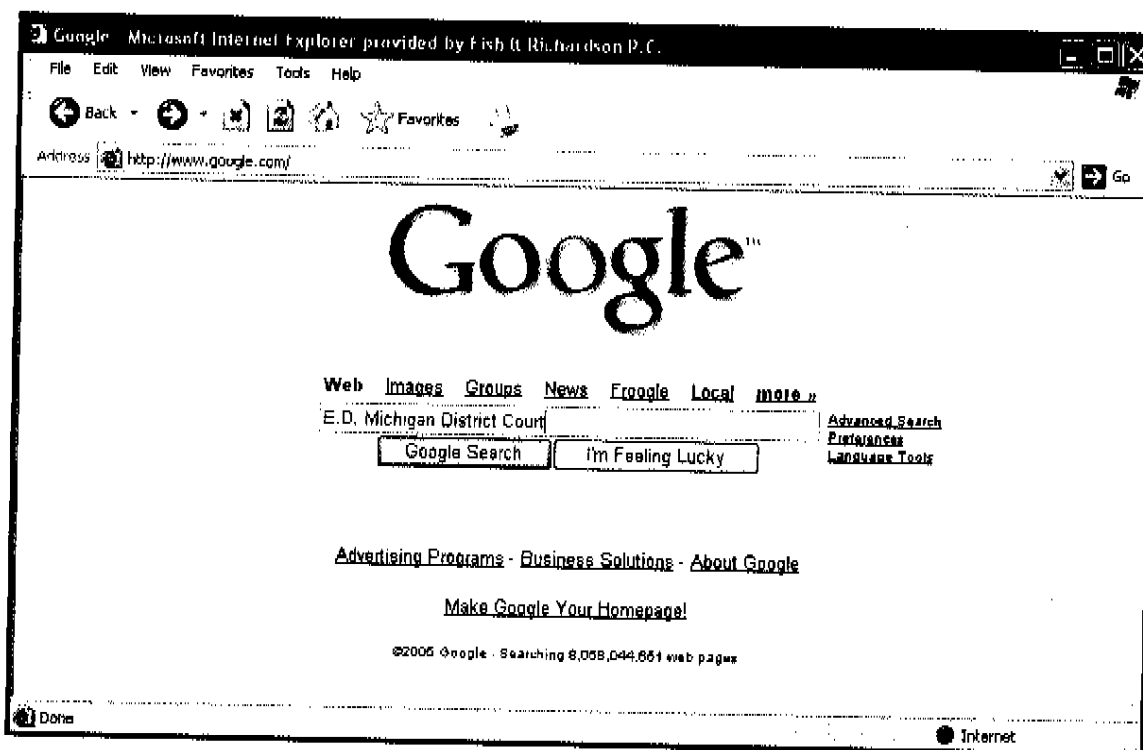 Google - Microsoft Internet Explorer provided by Fish & Richardson P.C.
File Edit View Favorites Tools Help
Back Favorites
Address http://www.google.com/ Go
Google™
Web Images Groups News Froogle Local more »
E.D. Michigan District Court Advanced Search
Preferences
Google Search I'm Feeling Lucky Language Tools
Advertising Programs - Business Solutions - About Google
Make Google Your Homepage!
©2005 Google - Searching 8,058,044,651 web pages
Done Internet